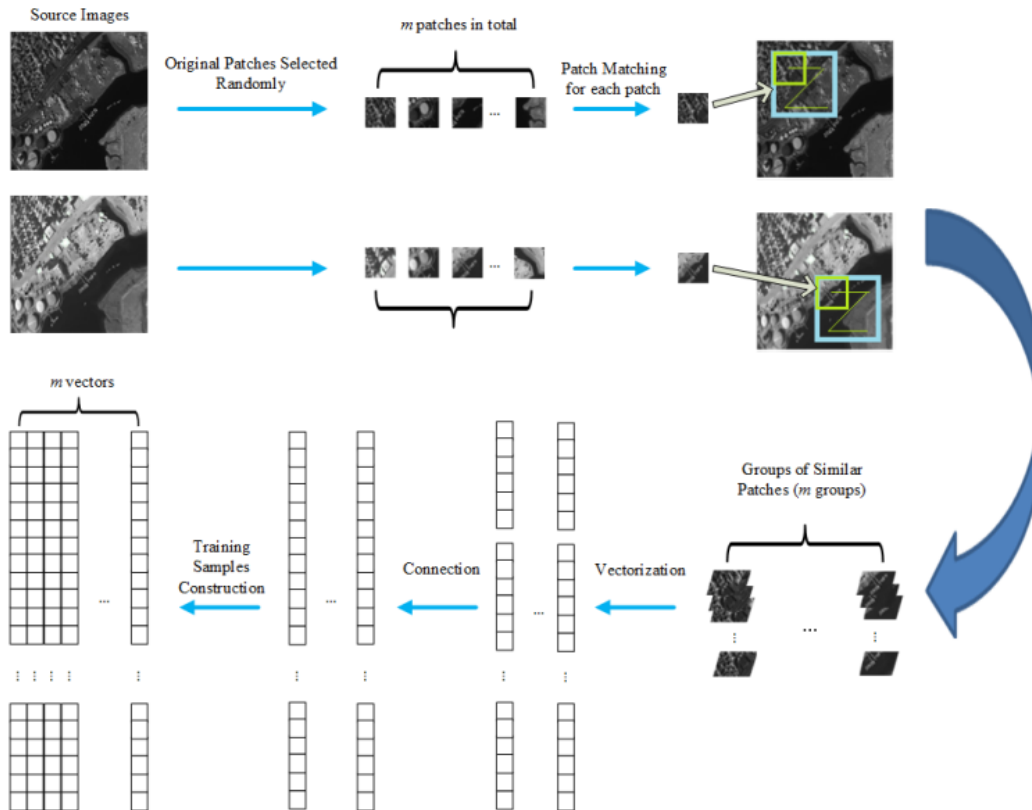 Source Images
Original Patches Selected
Randomly
m patches in total
...
Patch Matching
for each patch
...
m vectors
...
Training
Samples
Construction
...
Connection
...
Vectorization
Groups of Similar
Patches (m groups)
...